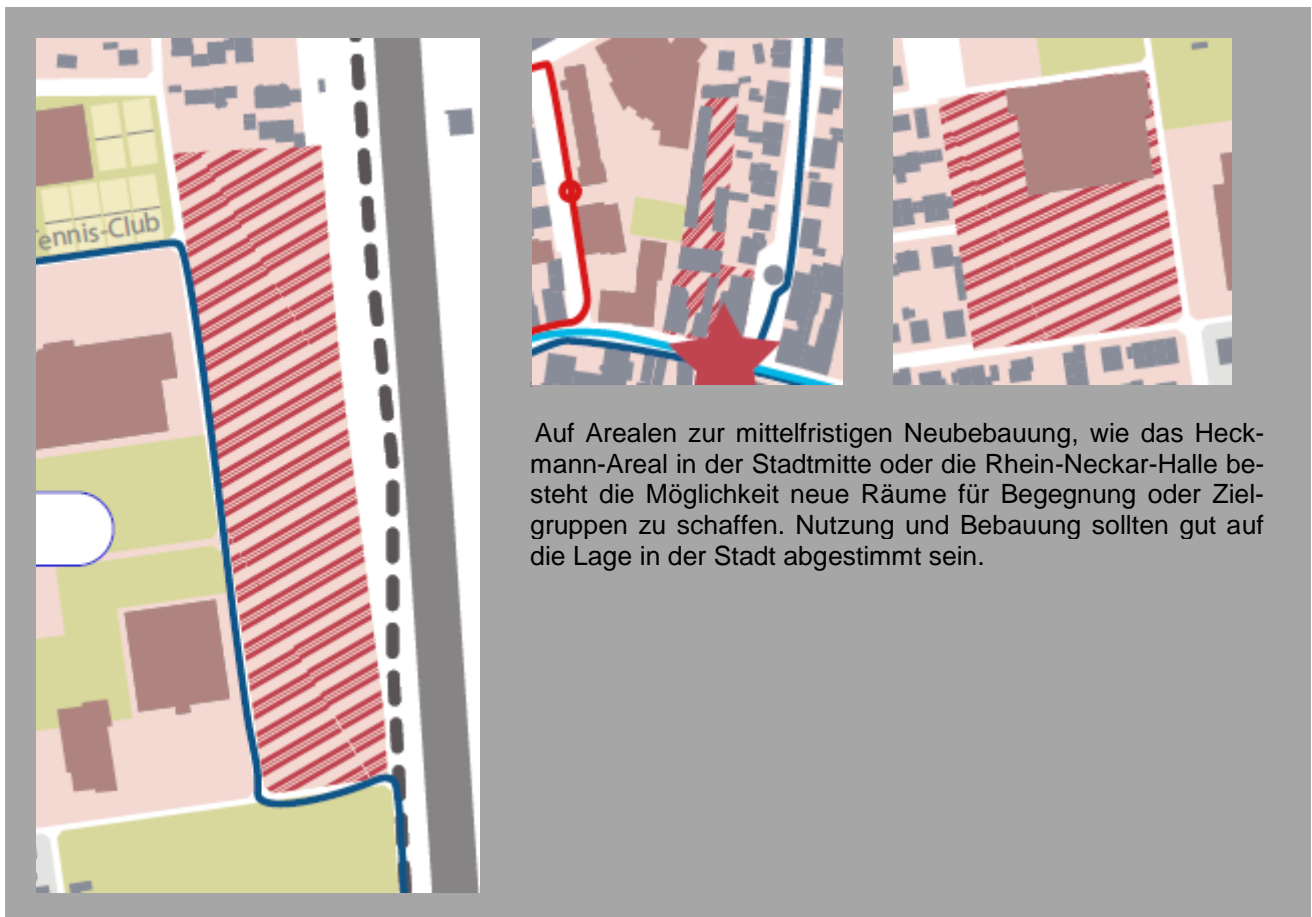 ennis-Club
Auf Arealen zur mittelfristigen Neubebauung, wie das Heck-
mann-Areal in der Stadtmitte oder die Rhein-Neckar-Halle be-
steht die Möglichkeit neue Räume für Begegnung oder Ziel-
gruppen zu schaffen. Nutzung und Bebauung sollten gut auf
die Lage in der Stadt abgestimmt sein.